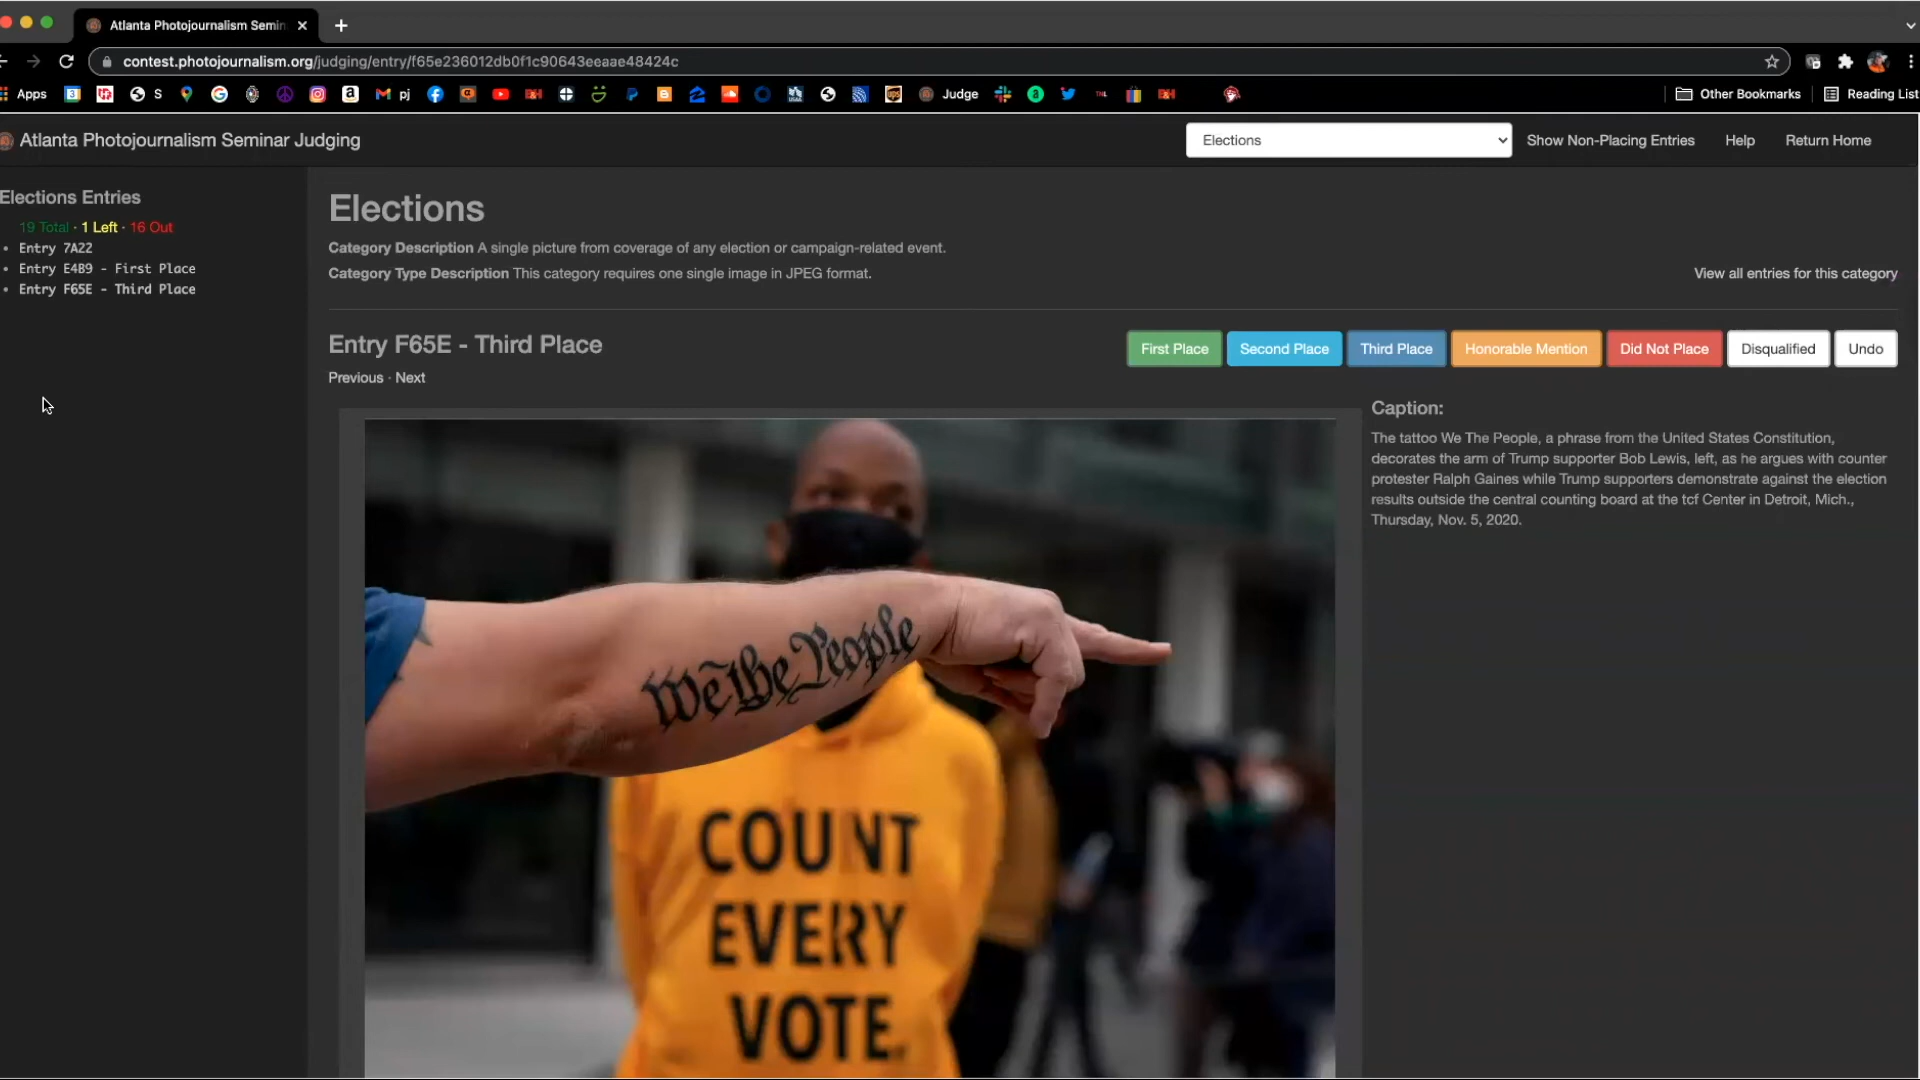 Atlanta Photojournalism Semin
contest.photojournalism.org/judging/entry/f65e236012db0f1c90643eeaae48424c
Apps
S
pj
Judge
Other Bookmarks
Reading List
Atlanta Photojournalism Seminar Judging
Elections
Show Non-Placing Entries
Help
Return Home
Elections Entries
19 Total · 1 Left · 16 Out
Entry 7A22
Entry E4B9 - First Place
Entry F65E - Third Place
Elections
Category Description A single picture from coverage of any election or campaign-related event.
Category Type Description This category requires one single image in JPEG format.
View all entries for this category
Entry F65E - Third Place
First Place
Second Place
Third Place
Honorable Mention
Did Not Place
Disqualified
Undo
Previous · Next
Caption:
The tattoo We The People, a phrase from the United States Constitution,
decorates the arm of Trump supporter Bob Lewis, left, as he argues with counter
protester Ralph Gaines while Trump supporters demonstrate against the election
results outside the central counting board at the tcf Center in Detroit, Mich.,
Thursday, Nov. 5, 2020.
We the People
COUNT
EVERY
VOTE.